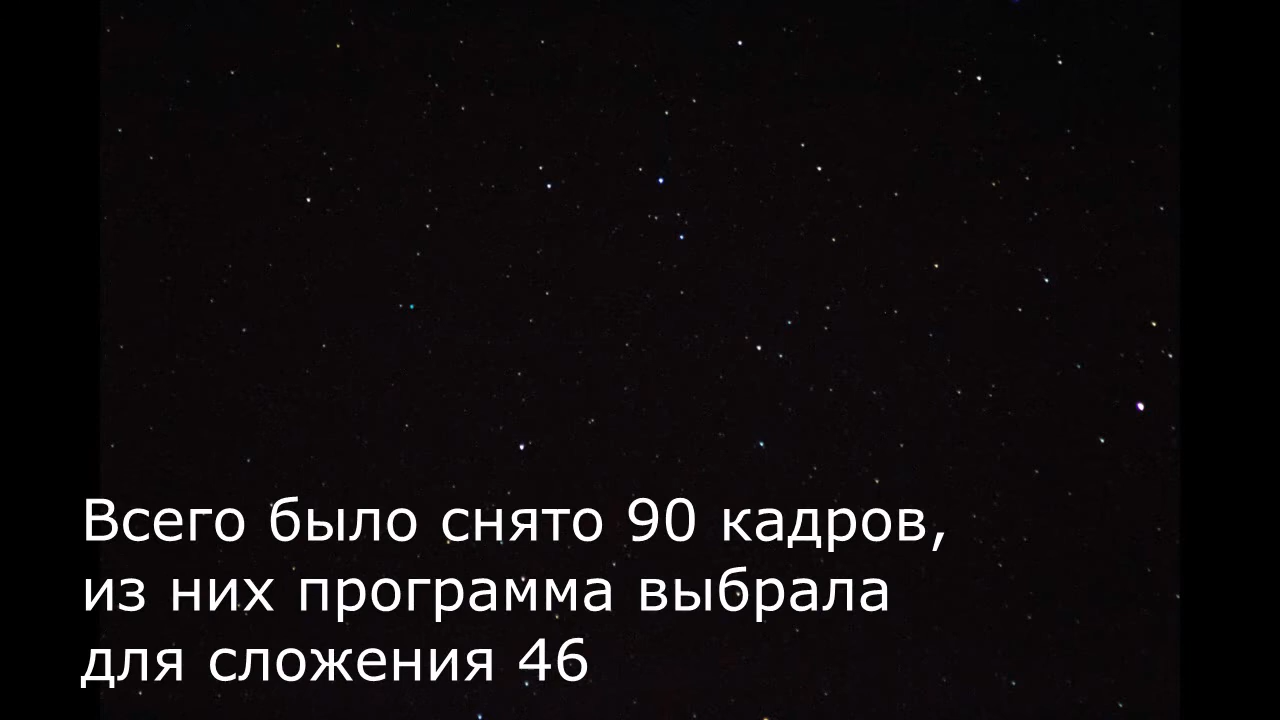 Всего было снято 90 кадров,
из них программа выбрала
для сложения 46